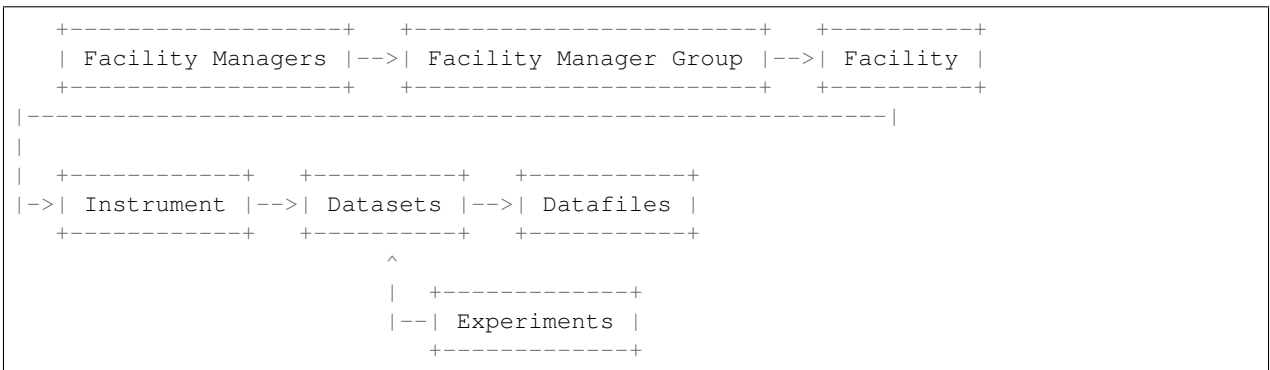 +-------------------+   +------------------------+   +----------+
| Facility Managers |-->| Facility Manager Group |-->| Facility |
+-------------------+   +------------------------+   +----------+
|------------------------------------------------------------|
|
|  +------------+   +----------+   +-----------+
|->| Instrument |-->| Datasets |-->| Datafiles |
+------------+   +----------+   +-----------+
^
|  +-------------+
|--| Experiments |
+-------------+